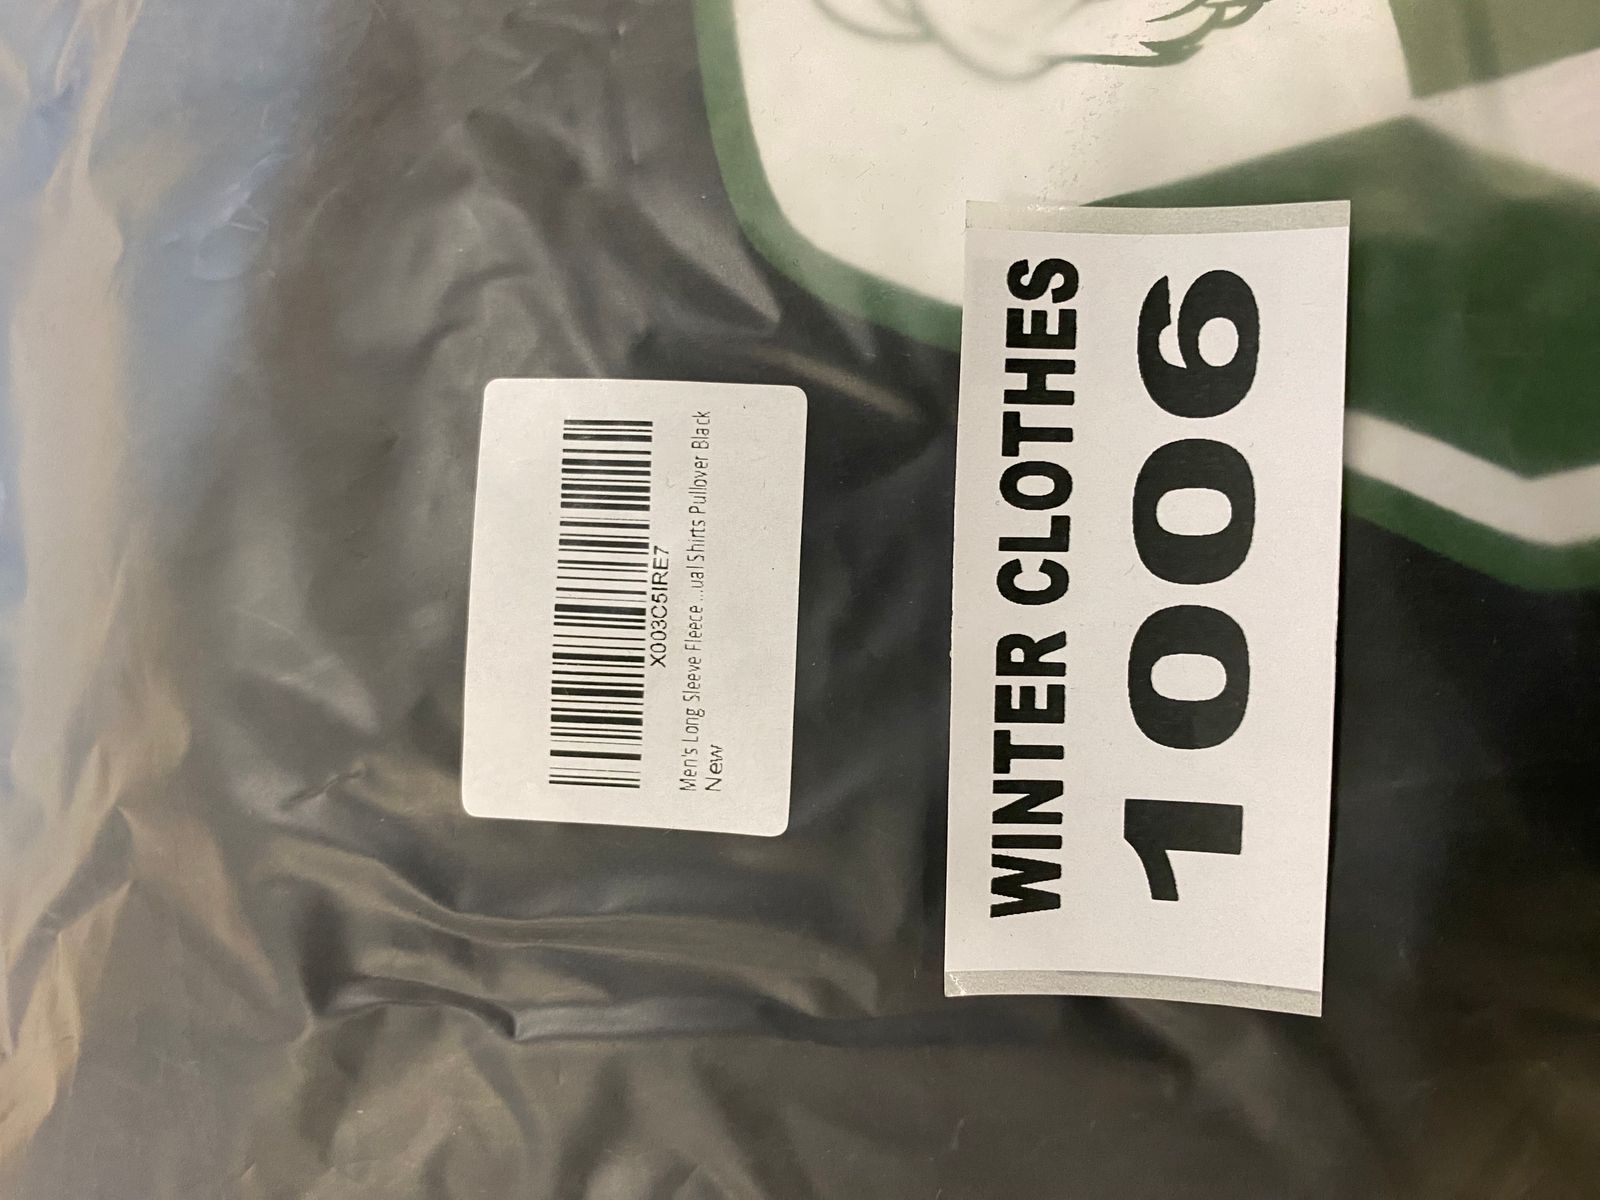 X003C5IRE7
Men's Long Sleeve Fleece ...ual Shirts Pullover Black
New
WINTER CLOTHES
1006